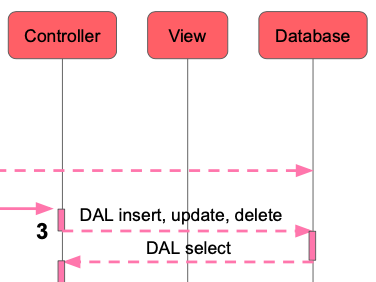 Controller
View
Database
DAL insert, update, delete
3
DAL select